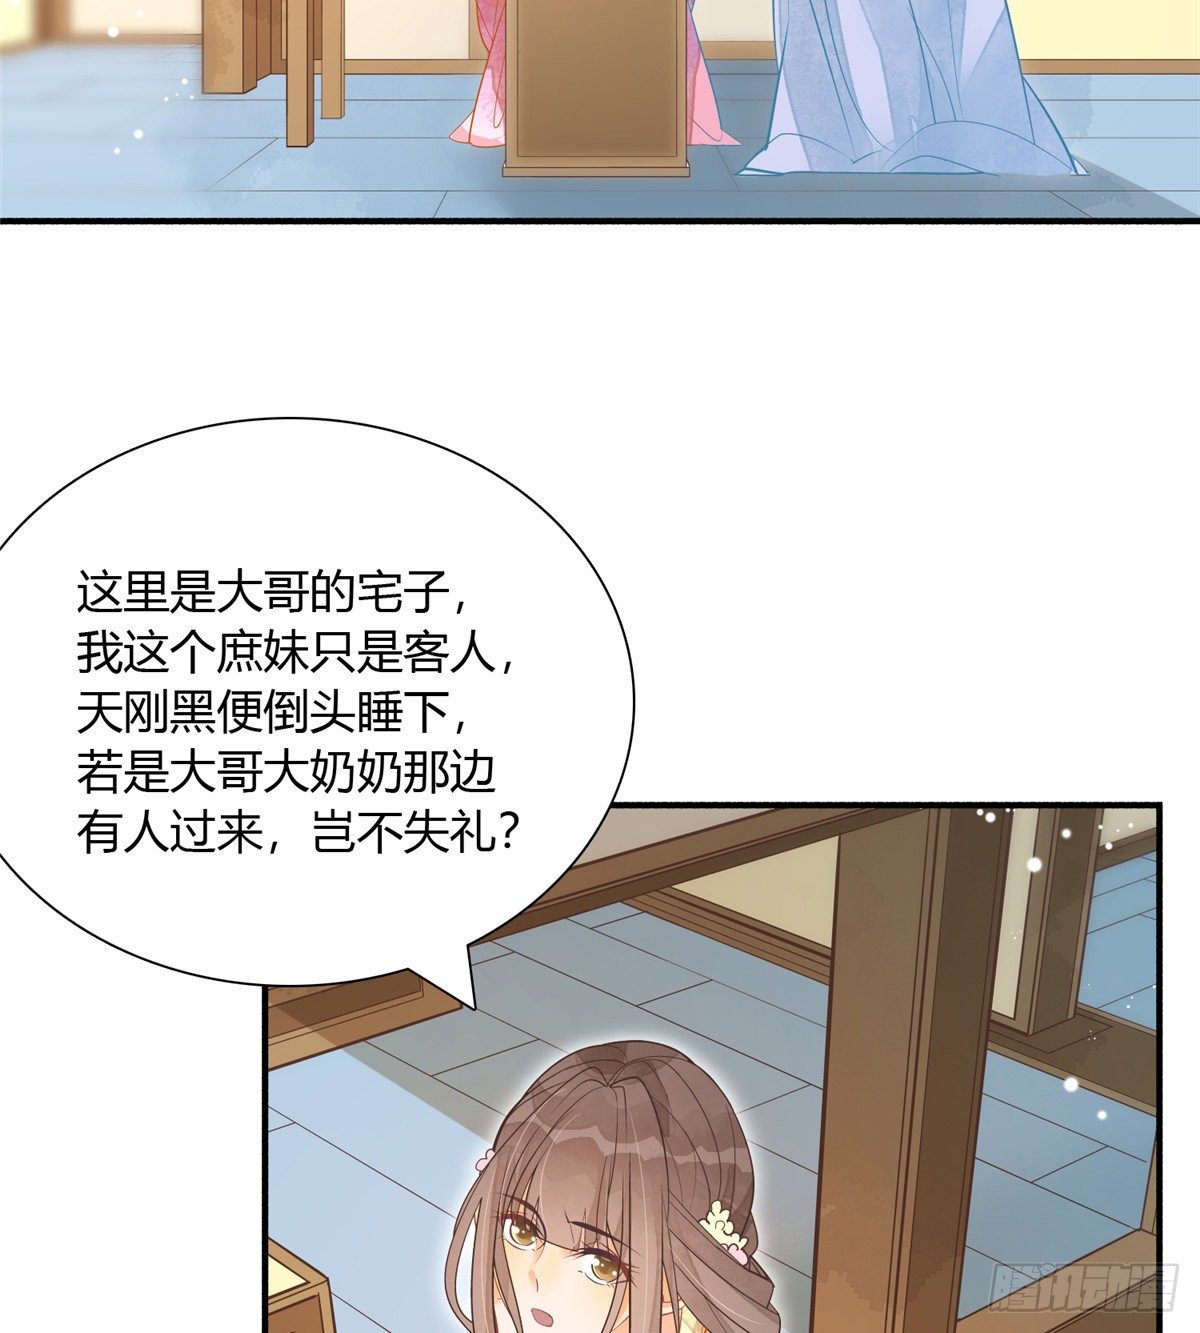 这里是大哥的宅子，
我这个庶妹只是客人，
天刚黑便倒头睡下，
若是大哥大奶奶那边
有人过来，岂不失礼？
腾讯动漫